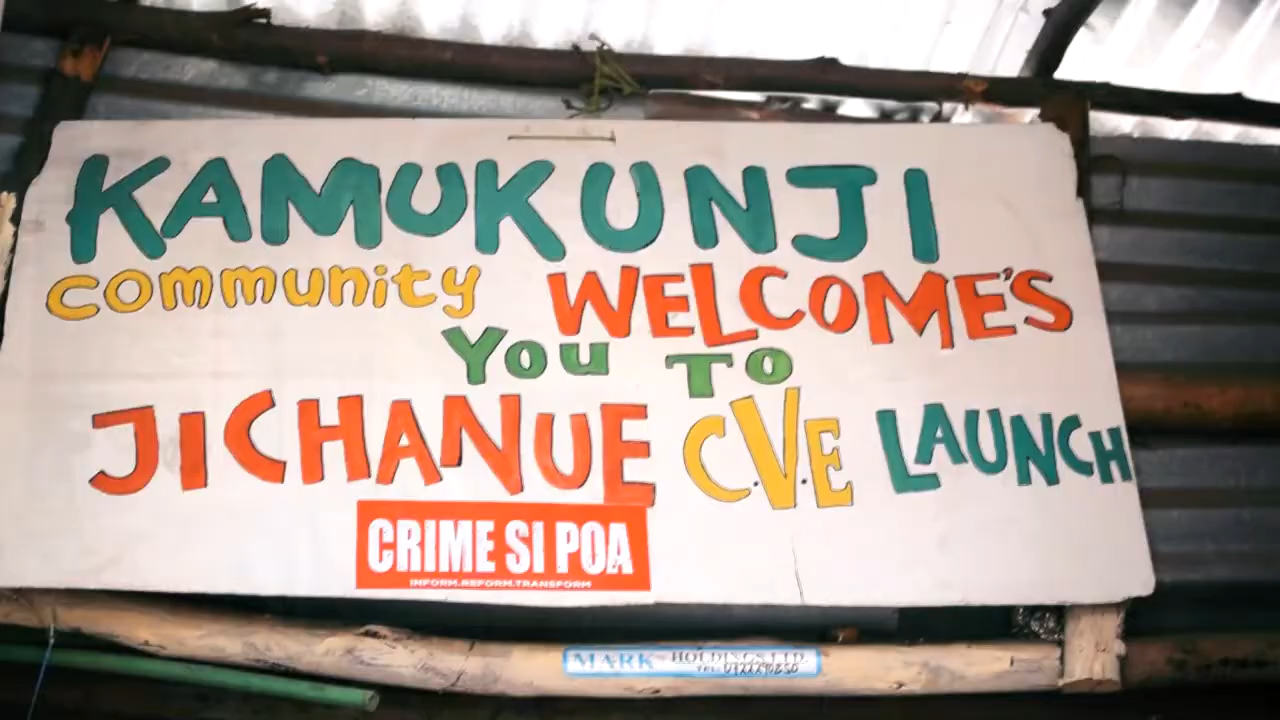 KAMUKUNJI
community WELCOME'S
You To
JICHANUE C.V.E LAUNCH
CRIME SI POA
INFORM.REFORM.TRANSFORM
MARK HOLDINGS LTD.